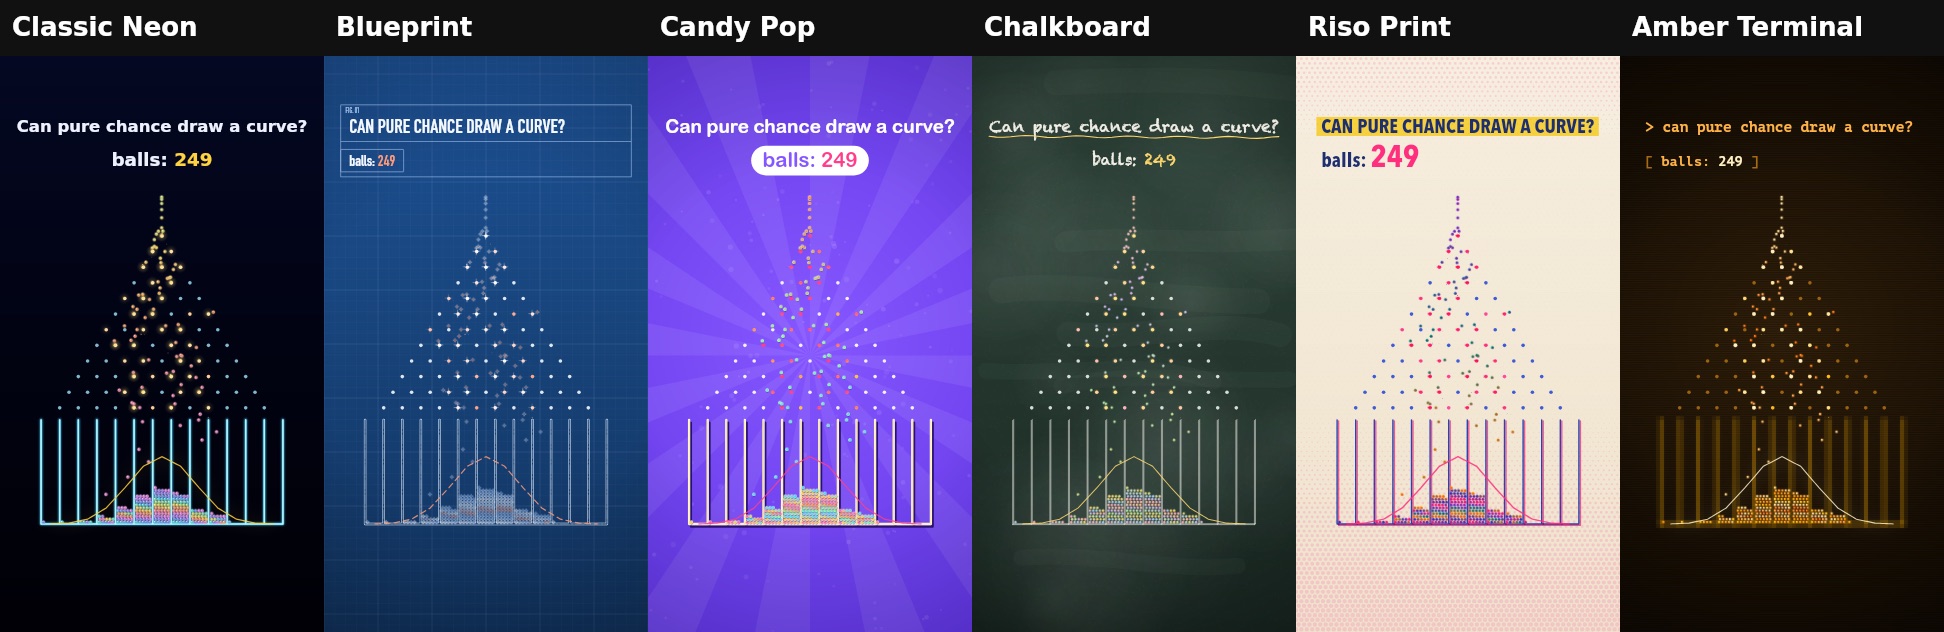 Classic Neon
Blueprint
Candy Pop
Chalkboard
Riso Print
Amber Terminal
Can pure chance draw a curve?
balls: 249
FIG. 01
CAN PURE CHANCE DRAW A CURVE?
balls: 249
Can pure chance draw a curve?
balls: 249
Can pure chance draw a curve?
balls: 249
CAN PURE CHANCE DRAW A CURVE?
balls: 249
> can pure chance draw a curve?
[ balls: 249 ]